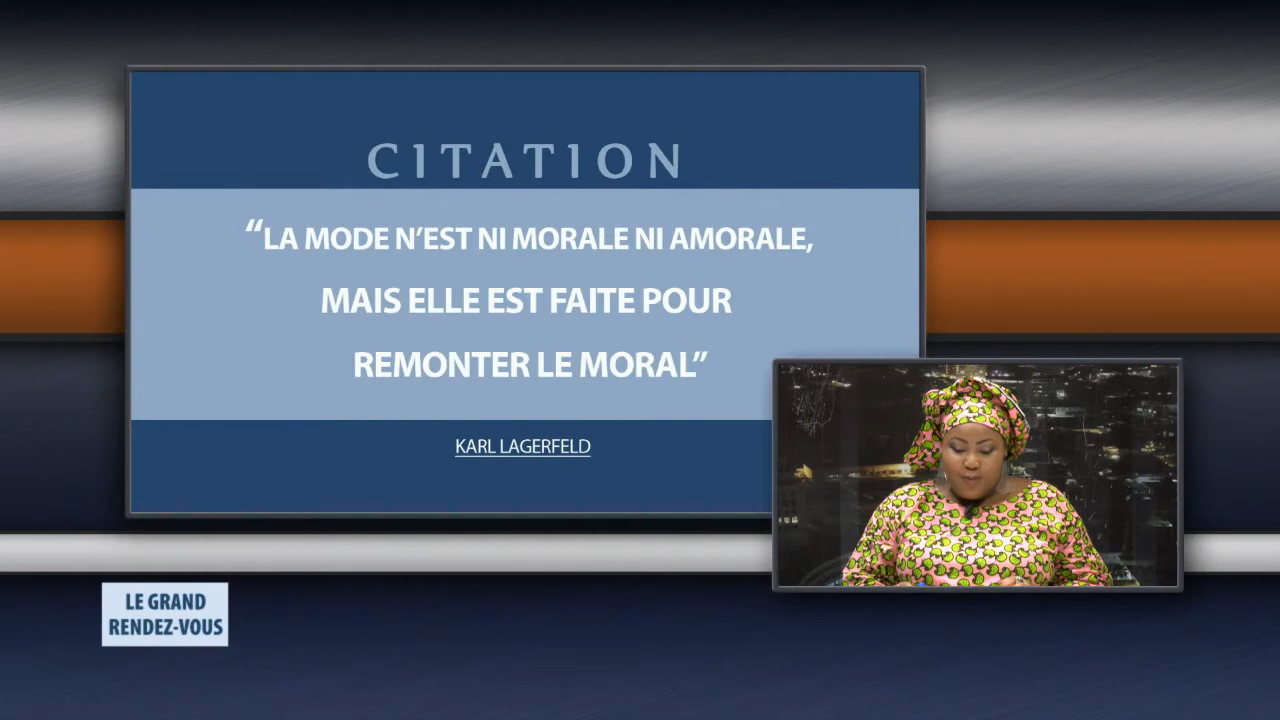 CITATION
“LA MODE N’EST NI MORALE NI AMORALE,
MAIS ELLE EST FAITE POUR
REMONTER LE MORAL”
KARL LAGERFELD
LE GRAND
RENDEZ-VOUS